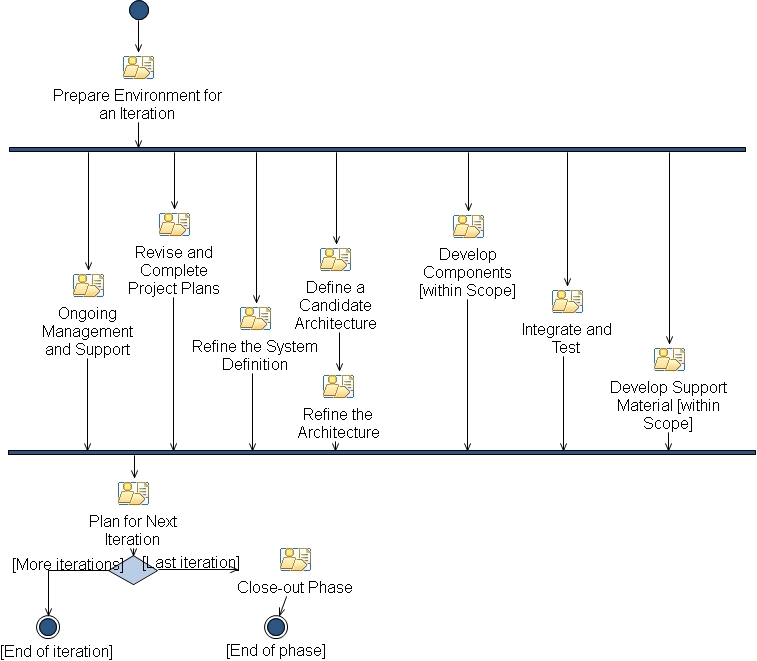 Prepare Environment for
an Iteration
Revise and
Complete
Project Plans
Develop
Components
[within Scope]
Define a
Candidate
Architecture
Ongoing
Management
and Support
Integrate and
Test
Refine the System
Definition
Develop Support
Material [within
Scope]
Refine the
Architecture
Plan for Next
Iteration
[More iterations]
[Last iteration]
Close-out Phase
[End of iteration]
[End of phase]